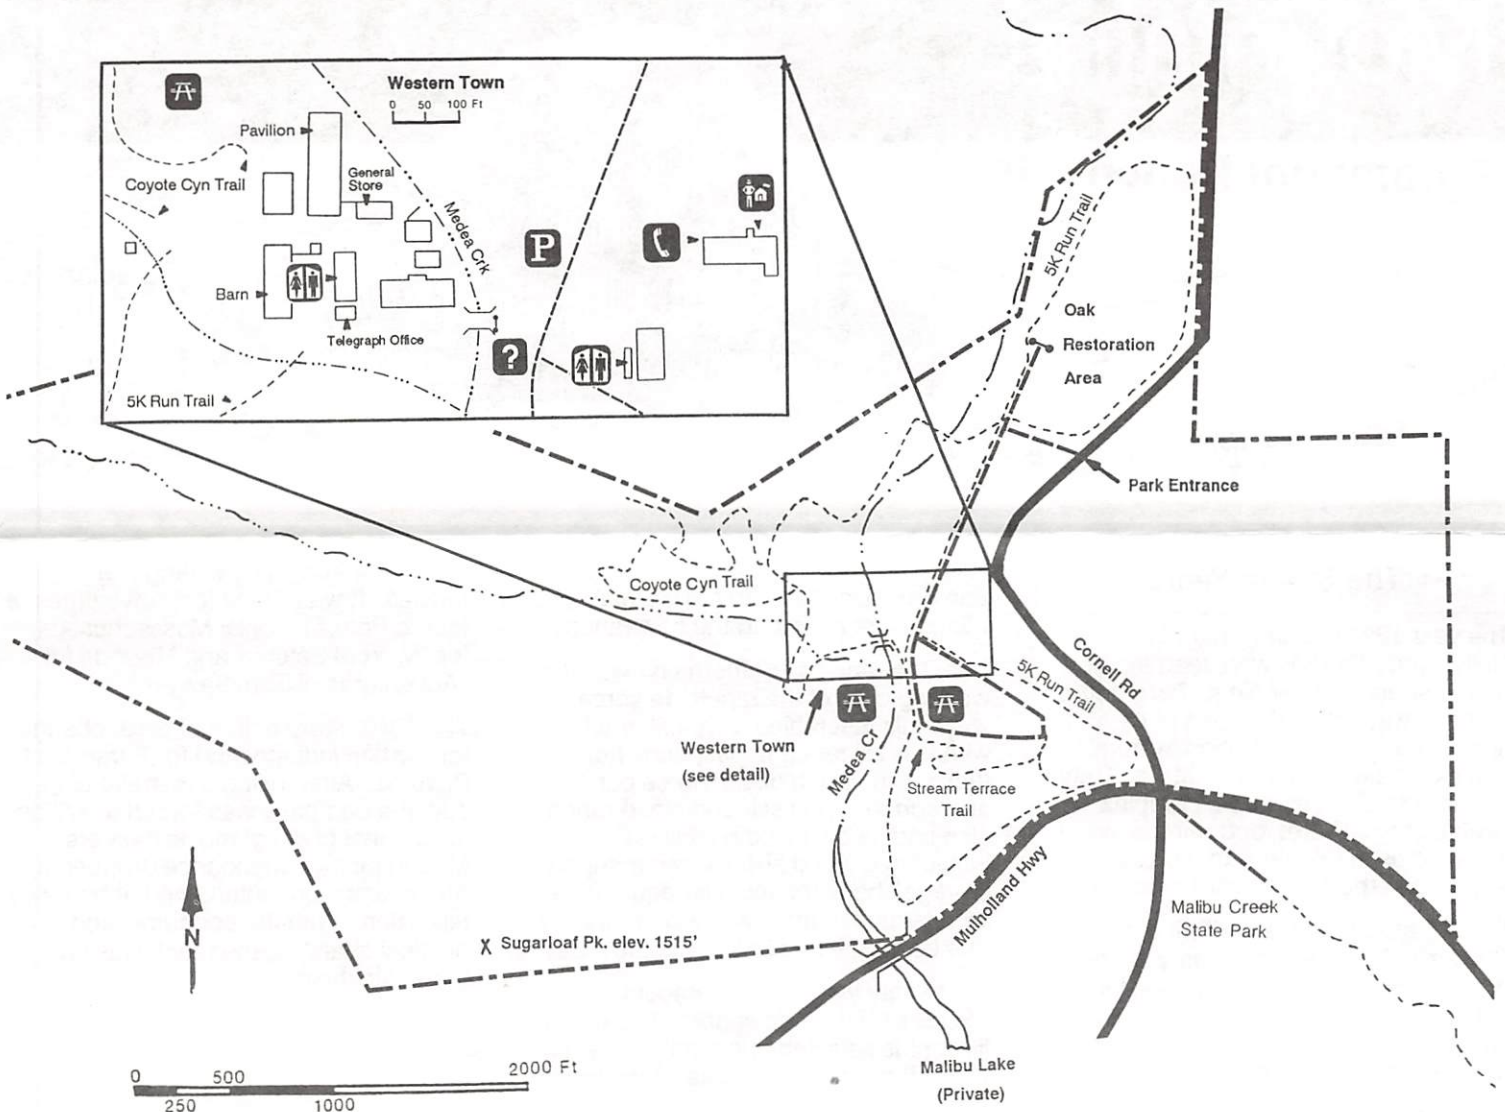 Western Town
0 50 100 Ft
Pavilion
General
Store
Coyote Cyn Trail
Medea Crk
P
Barn
Telegraph Office
?
5K Run Trail
5K Run Trail
Oak
Restoration
Area
Park Entrance
Coyote Cyn Trail
Cornell Rd
5K Run Trail
Western Town
(see detail)
Medea Cr
Stream Terrace
Trail
Mulholland Hwy
Malibu Creek
State Park
N
X Sugarloaf Pk. elev. 1515'
Malibu Lake
(Private)
0 500 2000 Ft
250 1000